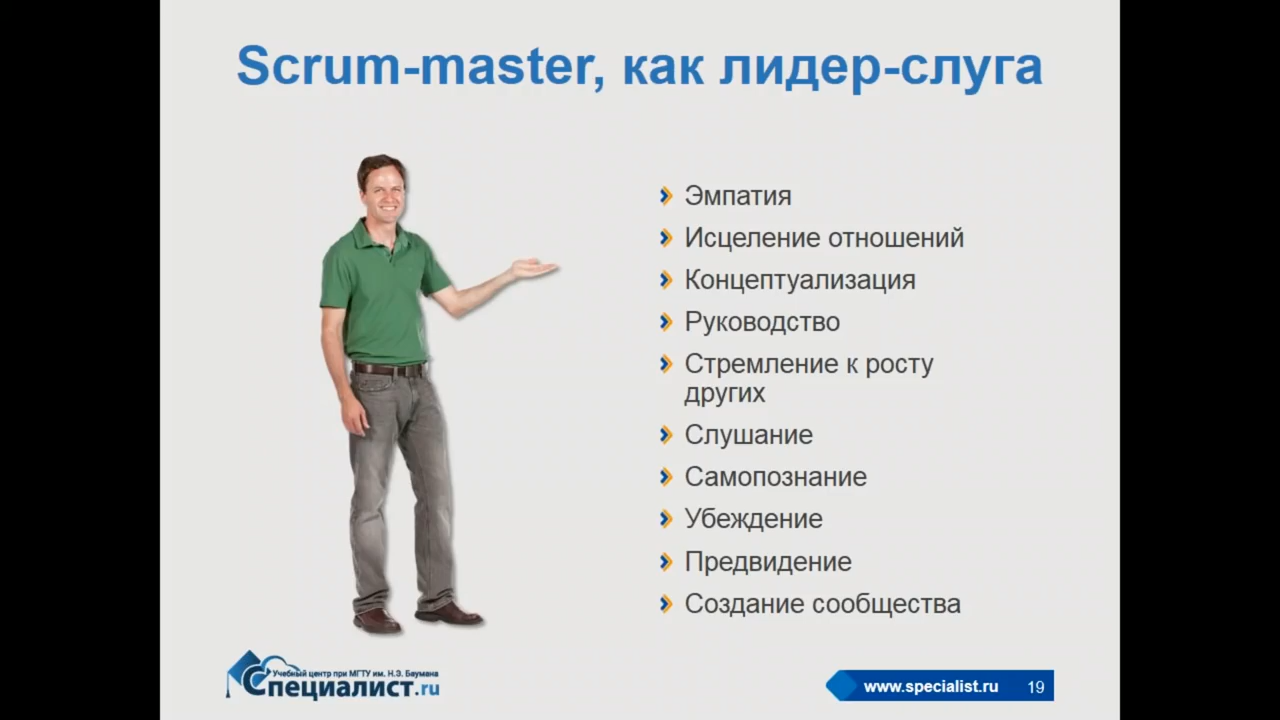 Scrum-master, как лидер-слуга
Эмпатия
Исцеление отношений
Концептуализация
Руководство
Стремление к росту
других
Слушание
Самопознание
Убеждение
Предвидение
Создание сообщества
Учебный центр при МГТУ им. Н.Э. Баумана
Специалист.ru
www.specialist.ru 19